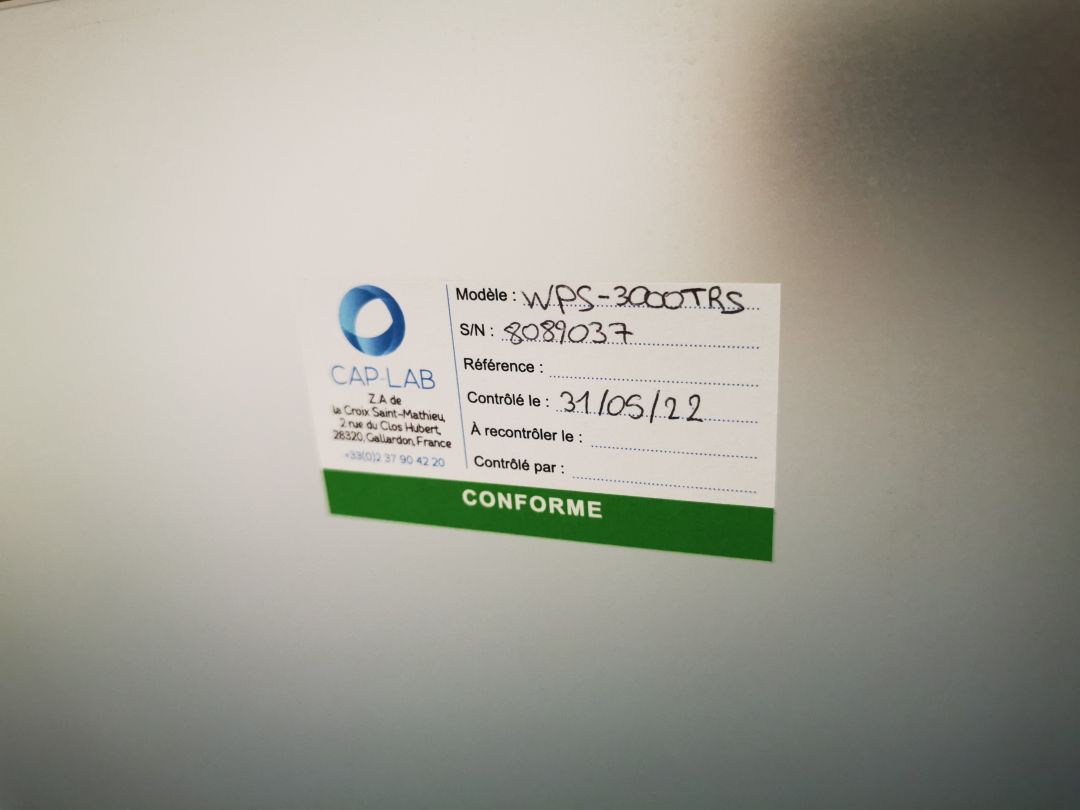 CAP-LAB
Z.A de
la Croix Saint-Mathieu,
2 rue du Clos Hubert,
28320, Gallardon, France
+33(0)2 37 90 42 20
Modèle : WPS-3000TRS
S/N : 8089037
Référence :
Contrôlé le : 31/05/22
À recontrôler le :
Contrôlé par :
CONFORME